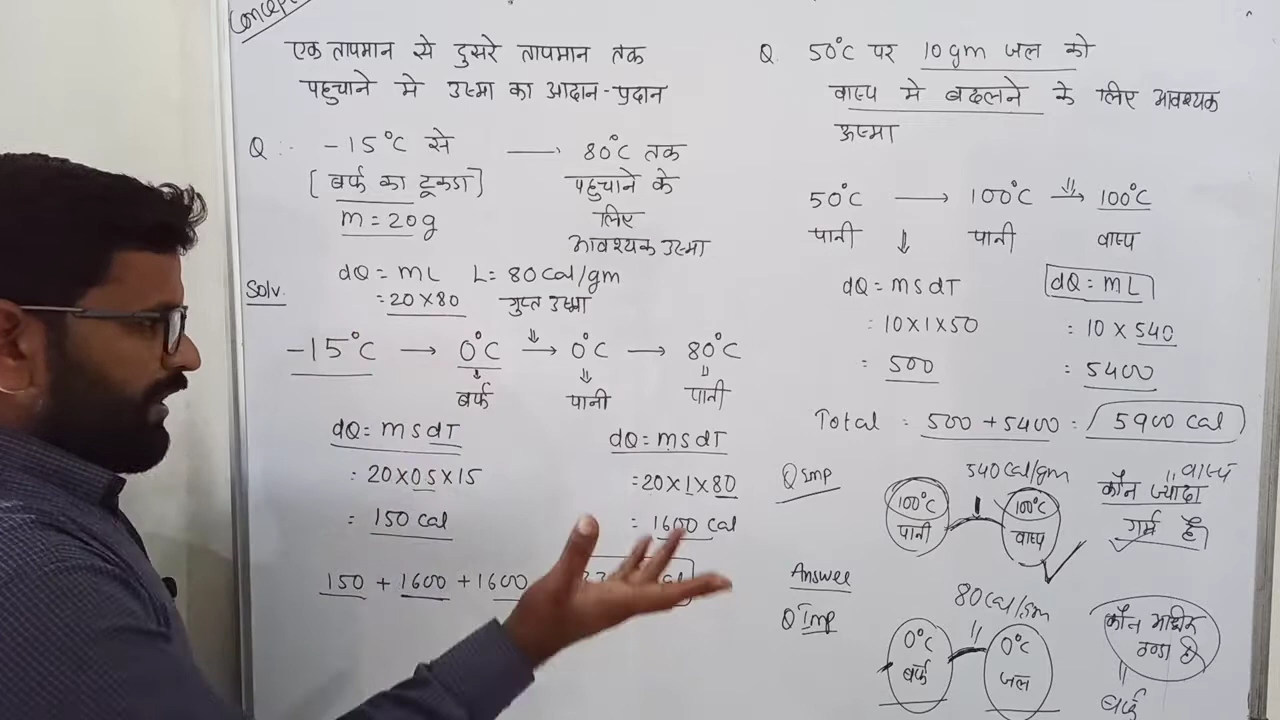 Concept
एक तापमान से दुसरे तापमान तक
पहुचाने मे उष्मा का आदान-प्रदान
Q :- -15°C से → 80°C तक
[बर्फ का टूकडा] पहुचाने के
m = 20g लिए
आवश्यक उष्मा
Solv. dQ = mL L = 80 Cal/gm
= 20×80 गुप्त उष्मा
-15°C → 0°C → 0°C → 80°C
बर्फ पानी पानी
dQ = msdT dQ = msdT
= 20×05×15 = 20×1×80
= 150 Cal = 1600 Cal
150 + 1600 + 1600
Q. 50°C पर 10gm जल को
वाष्प मे बदलने के लिए आवश्यक
ऊष्मा
50°C → 100°C → 100°C
पानी पानी वाष्प
dQ = msdT dQ = mL
= 10×1×50 = 10 × 540
= 500 = 5400
Total = 500 + 5400 = 5900 Cal
Q Imp 540 Cal/gm
100°C 100°C
पानी वाष्प
कौन ज्यादा
गर्म है
= वाष्प
Answer
Q Imp 80 Cal/gm
0°C 0°C
बर्फ जल
कौन अधिक
ठण्डा है
=
बर्फ